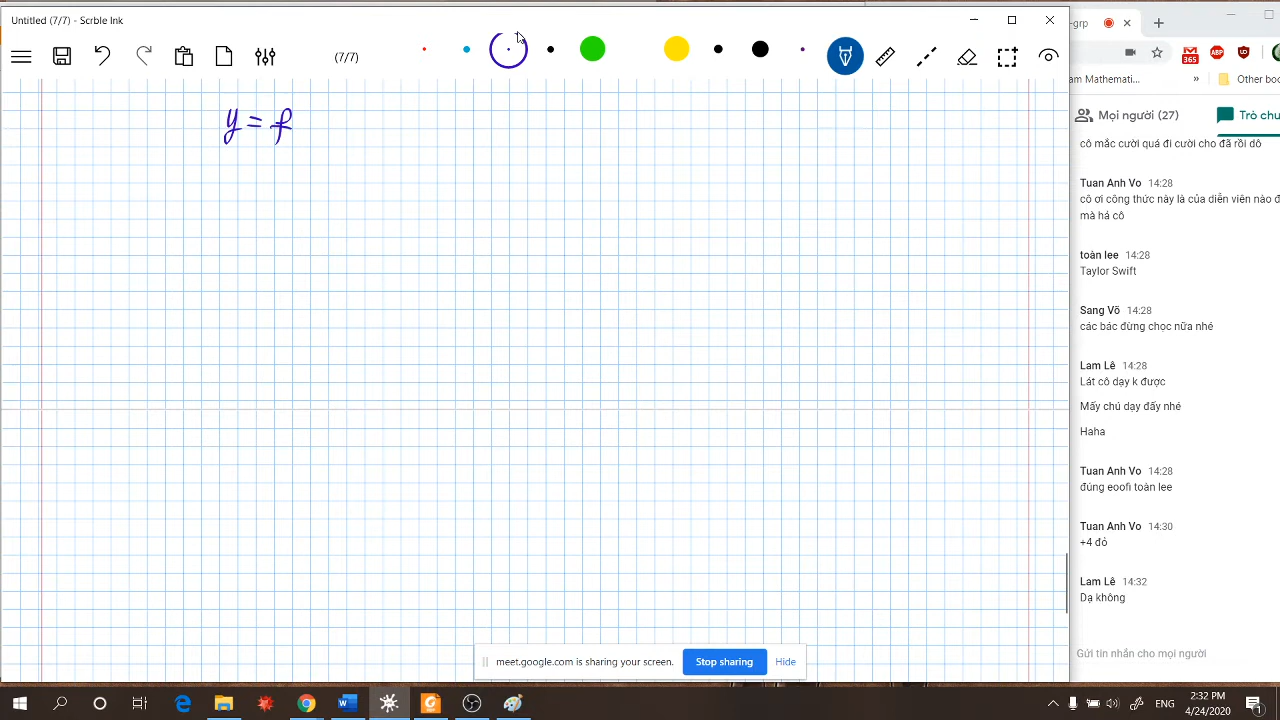 Untitled (7/7) - Scrble Ink
(7/7)
y = f
-grp
365
ABP
am Mathemati...
»
Other boo
Mọi người (27)
Trò chu
cô mắc cười quá đi cười cho đã rồi dô
Tuan Anh Vo 14:28
cô ơi công thức này là của diễn viên nào đ
mà há cô
toàn lee 14:28
Taylor Swift
Sang Võ 14:28
các bác đừng chọc nữa nhé
Lam Lê 14:28
Lát cô dạy k được
Mấy chú dạy đấy nhé
Haha
Tuan Anh Vo 14:28
đúng eoofi toàn lee
Tuan Anh Vo 14:30
+4 đỏ
Lam Lê 14:32
Dạ không
Gửi tin nhắn cho mọi người
meet.google.com is sharing your screen.
Stop sharing
Hide
ENG
2:32 PM
4/24/2020